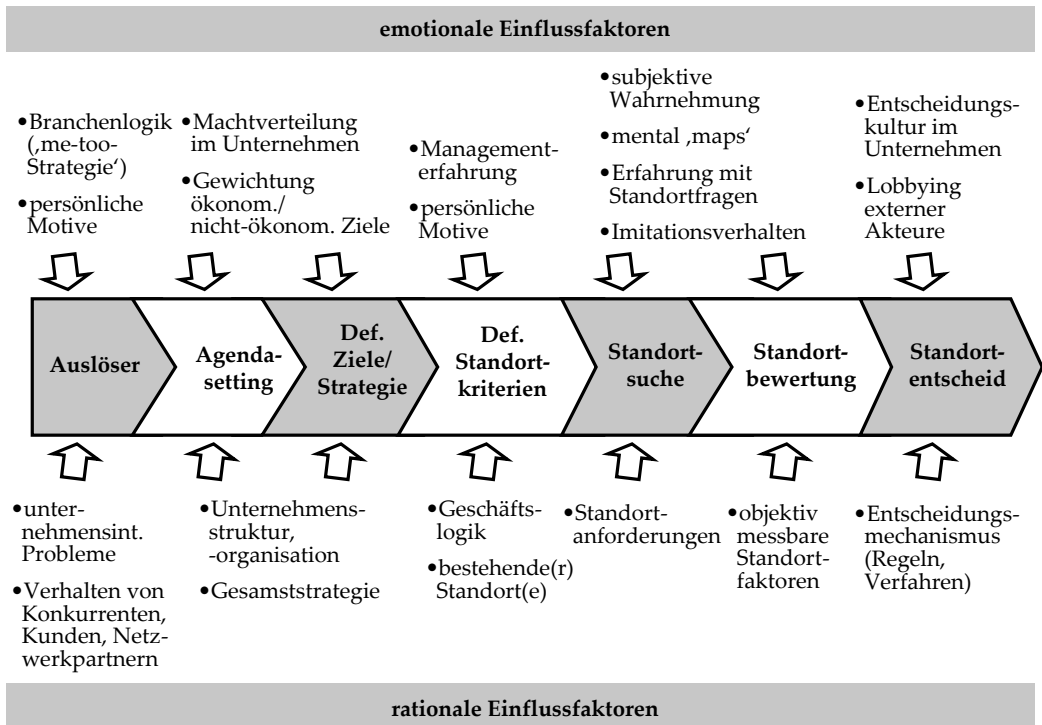 emotionale Einflussfaktoren
•Branchenlogik
(‚me-too-
Strategie‘)
•persönliche
Motive
•Machtverteilung
im Unternehmen
•Gewichtung
ökonom./
nicht-ökonom. Ziele
•Management-
erfahrung
•persönliche
Motive
•subjektive
Wahrnehmung
•mental ‚maps‘
•Erfahrung mit
Standortfragen
•Imitationsverhalten
•Entscheidungs-
kultur im
Unternehmen
•Lobbying
externer
Akteure
Auslöser
Agenda-
setting
Def.
Ziele/
Strategie
Def.
Standort-
kriterien
Standort-
suche
Standort-
bewertung
Standort-
entscheid
•unter-
nehmensint.
Probleme
•Verhalten von
Konkurrenten,
Kunden, Netz-
werkpartnern
•Unternehmens-
struktur,
-organisation
•Gesamststrategie
•Geschäfts-
logik
•bestehende(r)
Standort(e)
•Standort-
anforderungen
•objektiv
messbare
Standort-
faktoren
•Entscheidungs-
mechanismus
(Regeln,
Verfahren)
rationale Einflussfaktoren